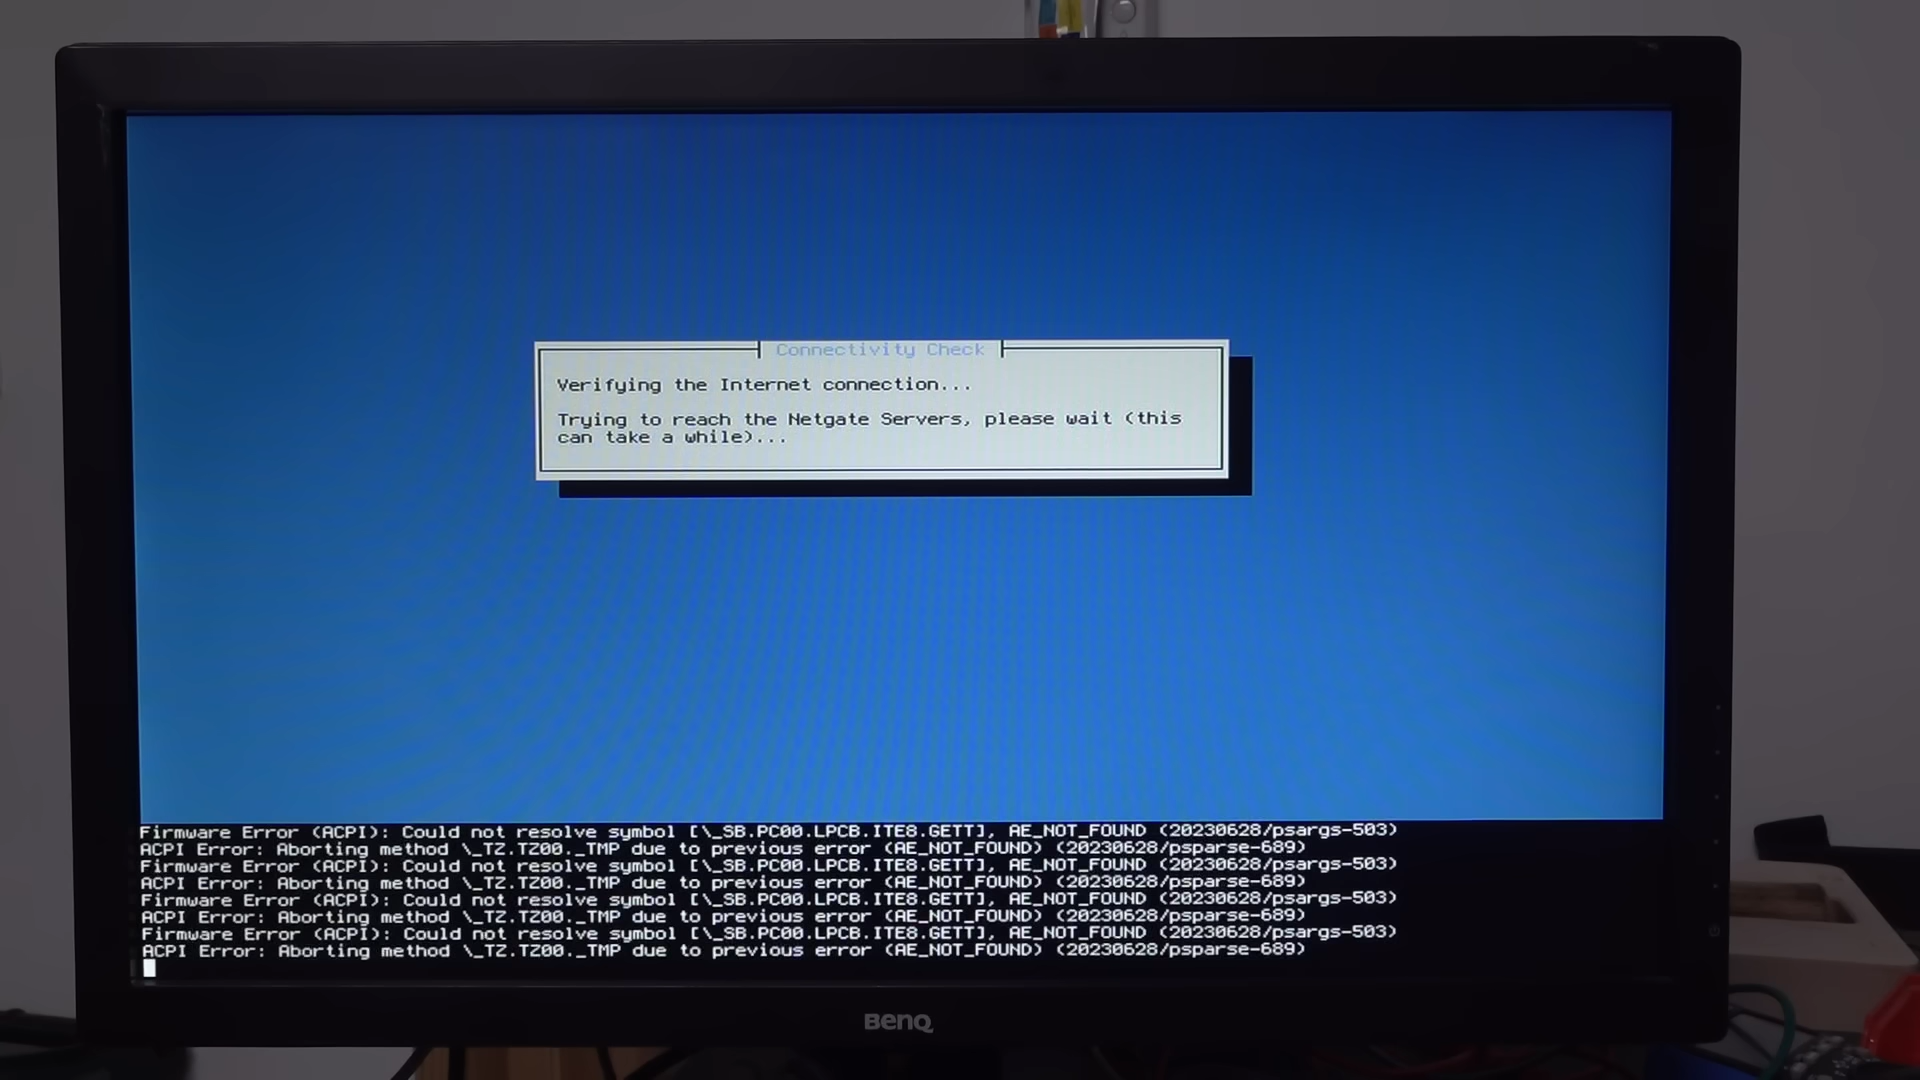 Connectivity Check
Verifying the Internet connection...
Trying to reach the Netgate Servers, please wait (this
can take a while)...
Firmware Error (ACPI): Could not resolve symbol [\_SB.PC00.LPCB.ITE8.GETT], AE_NOT_FOUND (20230628/psargs-503)
ACPI Error: Aborting method \_TZ.TZ00._TMP due to previous error (AE_NOT_FOUND) (20230628/psparse-689)
Firmware Error (ACPI): Could not resolve symbol [\_SB.PC00.LPCB.ITE8.GETT], AE_NOT_FOUND (20230628/psargs-503)
ACPI Error: Aborting method \_TZ.TZ00._TMP due to previous error (AE_NOT_FOUND) (20230628/psparse-689)
Firmware Error (ACPI): Could not resolve symbol [\_SB.PC00.LPCB.ITE8.GETT], AE_NOT_FOUND (20230628/psargs-503)
ACPI Error: Aborting method \_TZ.TZ00._TMP due to previous error (AE_NOT_FOUND) (20230628/psparse-689)
Firmware Error (ACPI): Could not resolve symbol [\_SB.PC00.LPCB.ITE8.GETT], AE_NOT_FOUND (20230628/psargs-503)
ACPI Error: Aborting method \_TZ.TZ00._TMP due to previous error (AE_NOT_FOUND) (20230628/psparse-689)
BenQ